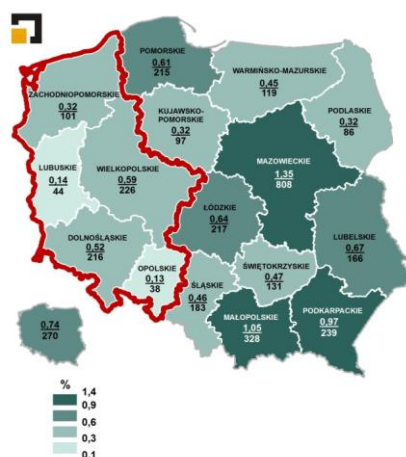 POMORSKIE
0,61
215
WARMIŃSKO-MAZURSKIE
0,45
119
ZACHODNIOPOMORSKIE
0,32
101
KUJAWSKO-
POMORSKIE
0,32
97
PODLASKIE
0,32
86
MAZOWIECKIE
1,35
808
LUBUSKIE
0,14
44
WIELKOPOLSKIE
0,59
226
ŁÓDZKIE
0,64
217
LUBELSKIE
0,67
166
DOLNOŚLĄSKIE
0,52
216
OPOLSKIE
0,13
38
ŚLĄSKIE
0,46
183
ŚWIĘTOKRZYSKIE
0,47
131
MAŁOPOLSKIE
1,05
328
PODKARPACKIE
0,97
239
0,74
270
%
1,4
0,9
0,6
0,3
0,1